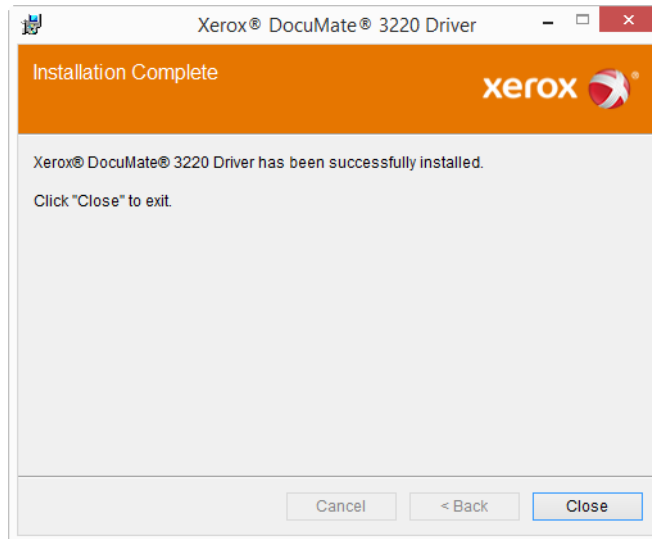 Xerox® DocuMate® 3220 Driver
Installation Complete
xerox ®
Xerox® DocuMate® 3220 Driver has been successfully installed.
Click "Close" to exit.
Cancel
< Back
Close